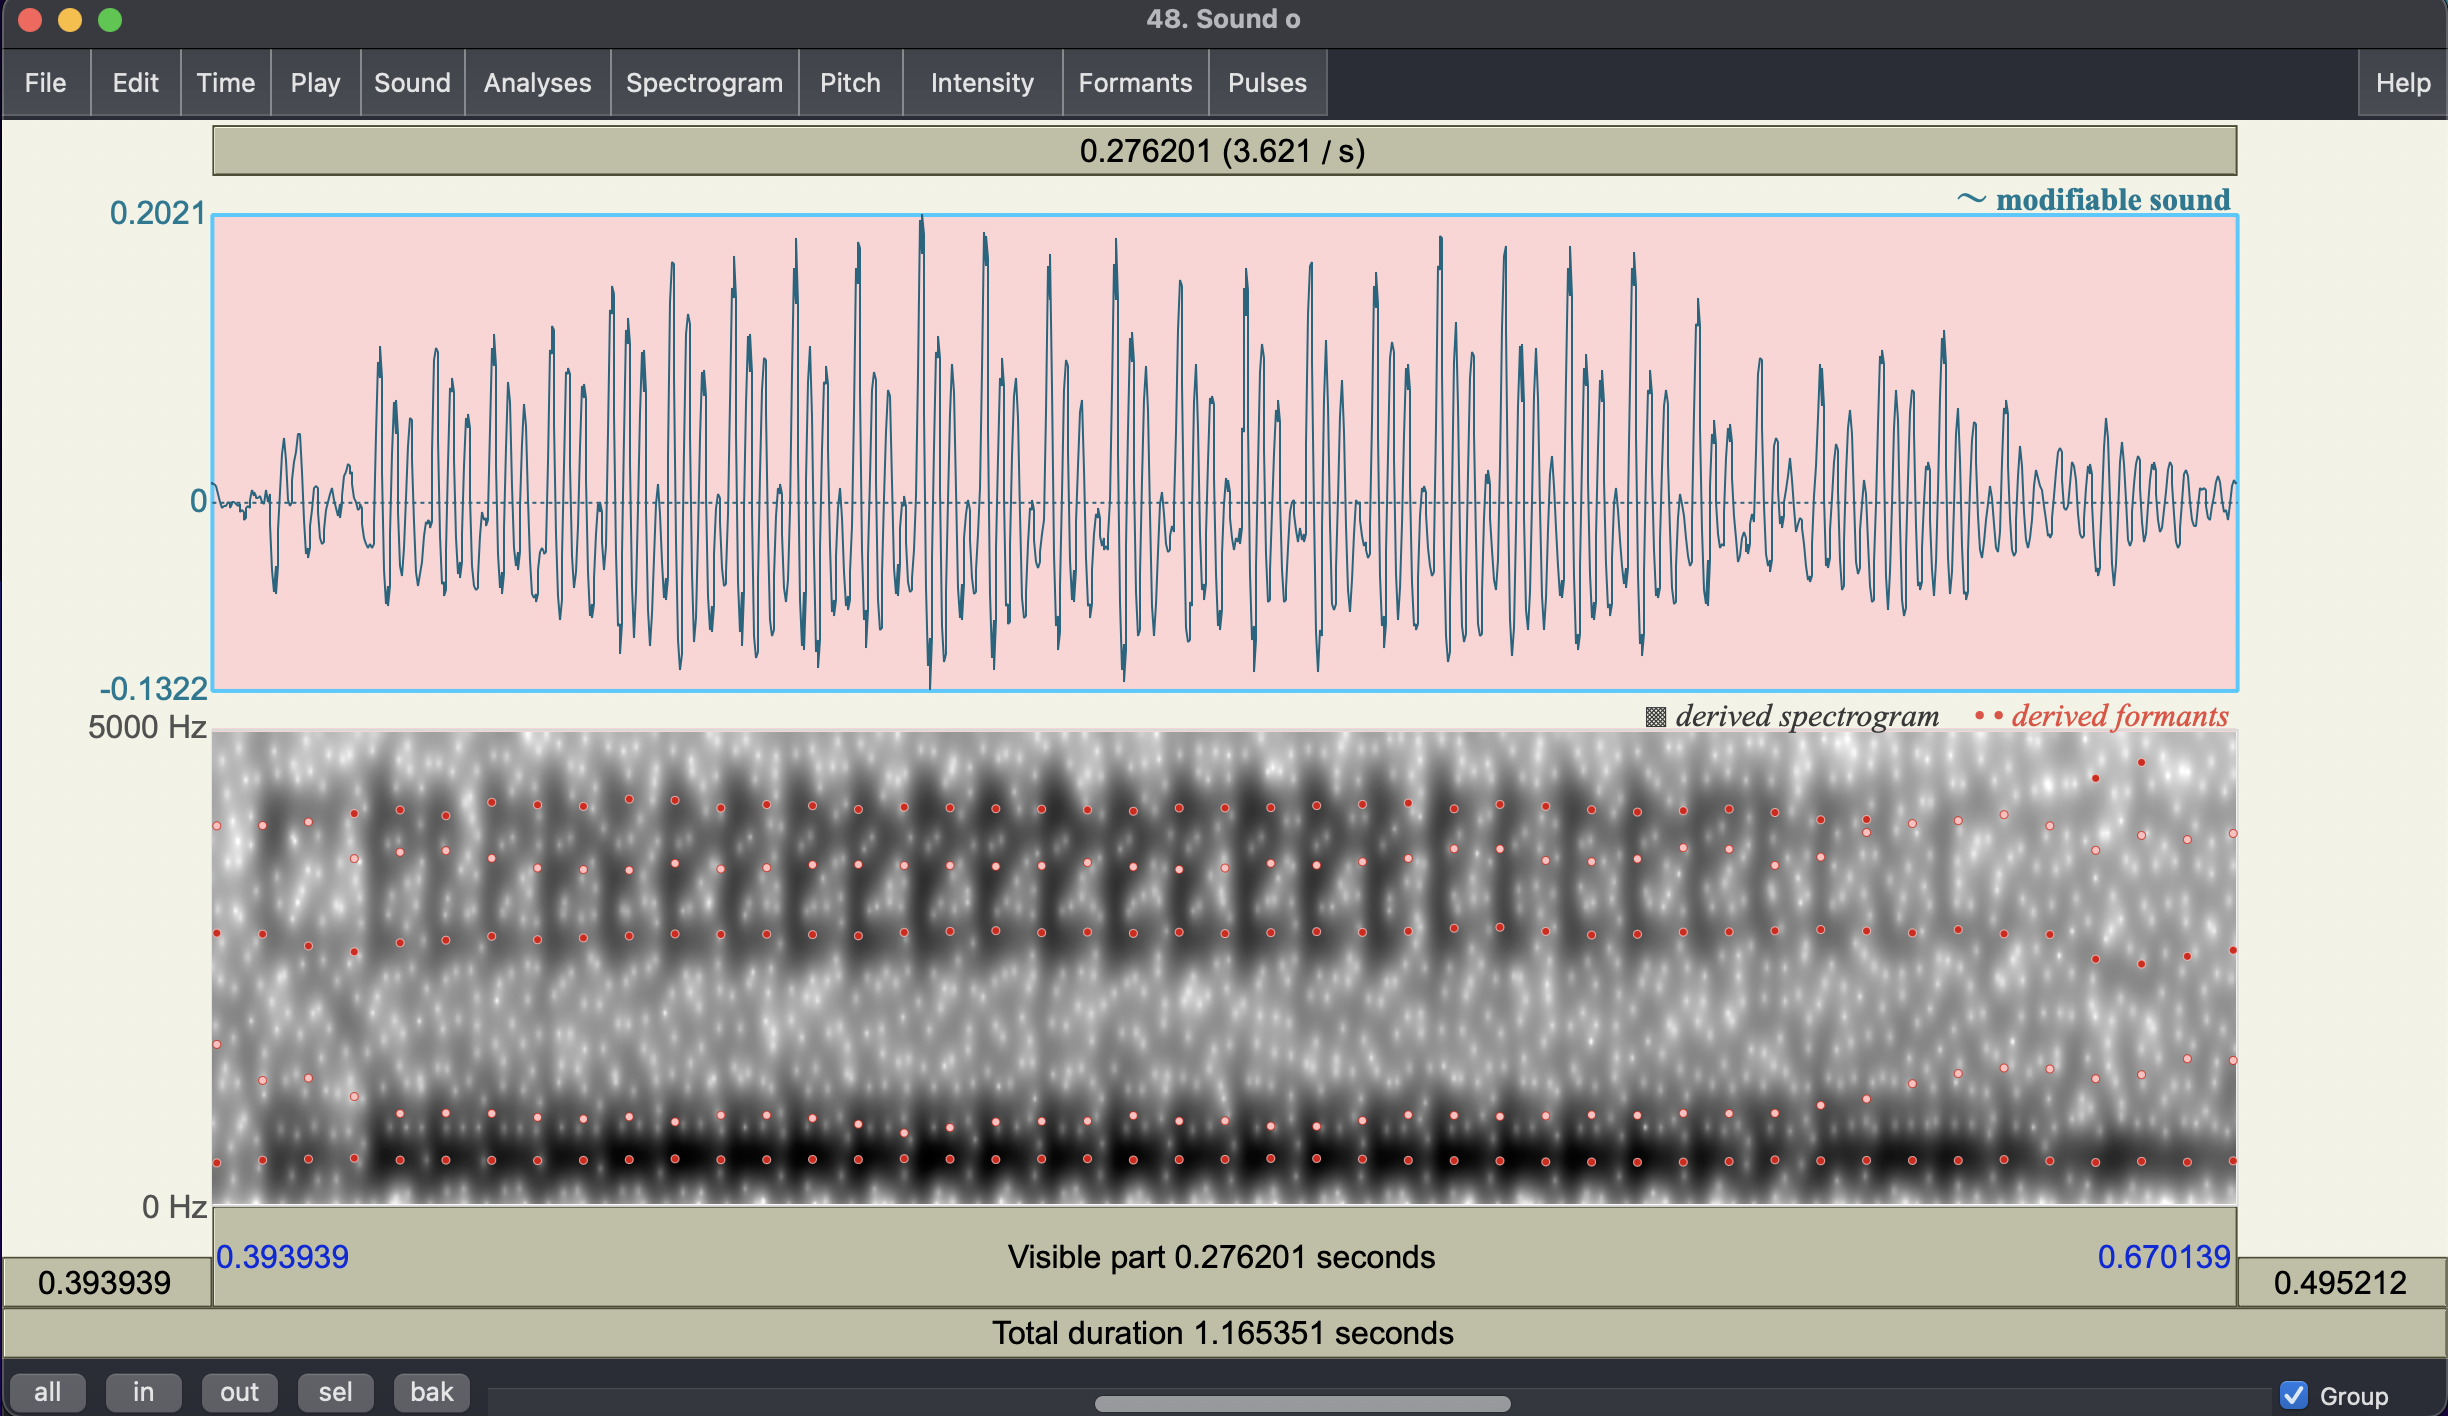 48. Sound o
File Edit Time Play Sound Analyses Spectrogram Pitch Intensity Formants Pulses Help
0.276201 (3.621 / s)
~ modifiable sound
0.2021
0
-0.1322
derived spectrogram •• derived formants
5000 Hz
0 Hz
0.393939 Visible part 0.276201 seconds 0.670139
0.393939 0.495212
Total duration 1.165351 seconds
all in out sel bak Group